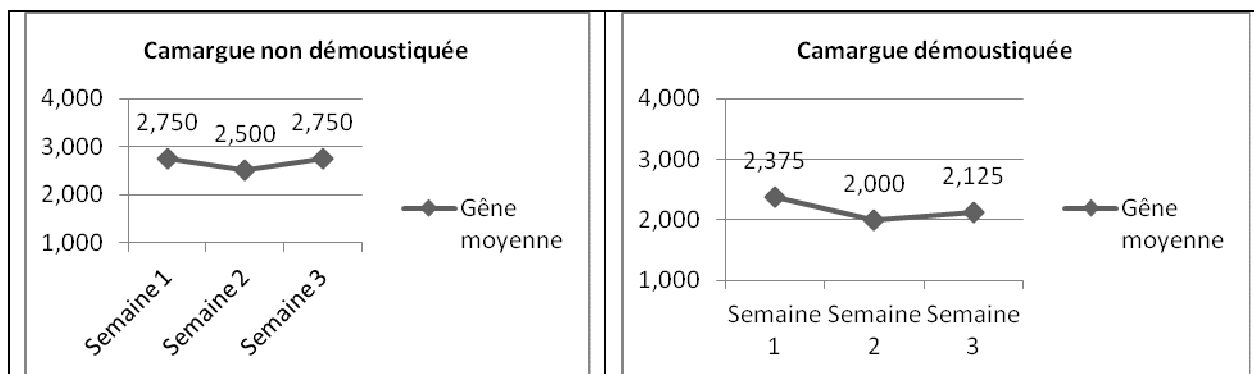 Camargue non démoustiquée
4,000
3,000
2,000
1,000
2,750
2,500
2,750
Semaine 1
Semaine 2
Semaine 3
Gêne
moyenne
Camargue démoustiquée
4,000
3,000
2,000
1,000
2,375
2,000
2,125
Semaine Semaine Semaine
1 2 3
Gêne
moyenne